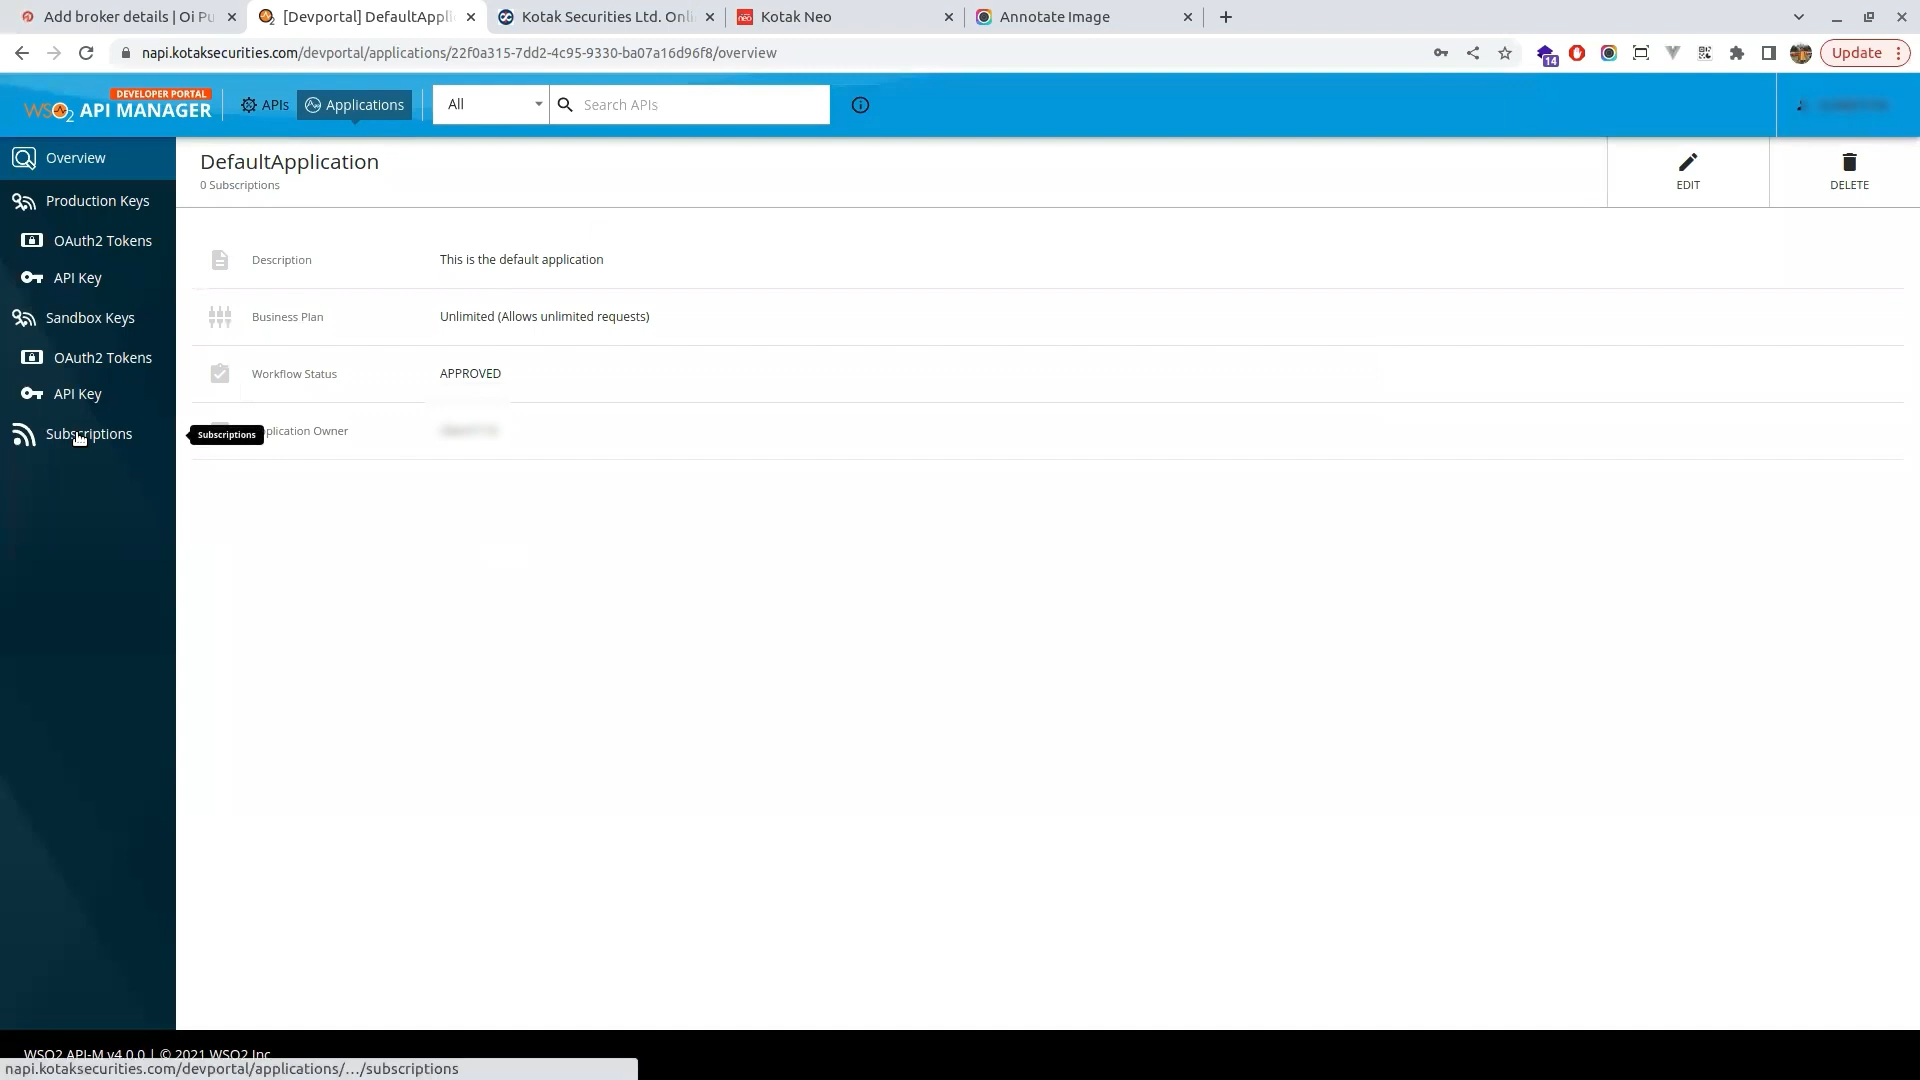 Add broker details | Oi Pu
[Devportal] DefaultAppli
Kotak Securities Ltd. Onli
neo Kotak Neo
Annotate Image
napi.kotaksecurities.com/devportal/applications/22f0a315-7dd2-4c95-9330-ba07a16d96f8/overview
14
Update
DEVELOPER PORTAL
WSO2 API MANAGER
APIs
Applications
All
Search APIs
Overview
Production Keys
OAuth2 Tokens
API Key
Sandbox Keys
OAuth2 Tokens
API Key
Subscriptions
Subscriptions
DefaultApplication
0 Subscriptions
EDIT
DELETE
Description This is the default application
Business Plan Unlimited (Allows unlimited requests)
Workflow Status APPROVED
plication Owner
WSO2 API-M v4.0.0 | © 2021 WSO2 Inc
napi.kotaksecurities.com/devportal/applications/…/subscriptions